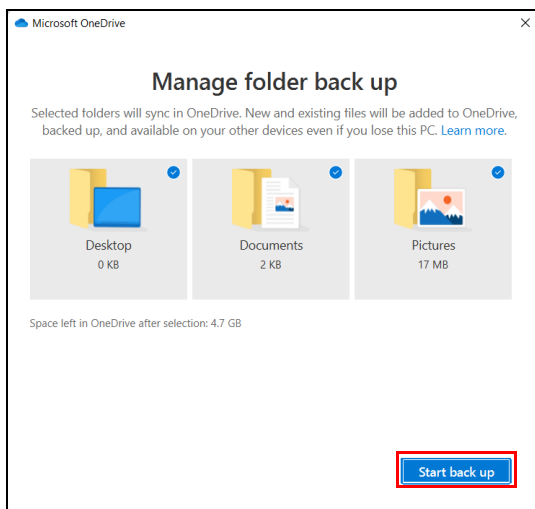 Microsoft OneDrive
Manage folder back up
Selected folders will sync in OneDrive. New and existing files will be added to OneDrive,
backed up, and available on your other devices even if you lose this PC. Learn more.
Desktop
0 KB
Documents
2 KB
Pictures
17 MB
Space left in OneDrive after selection: 4.7 GB
Start back up